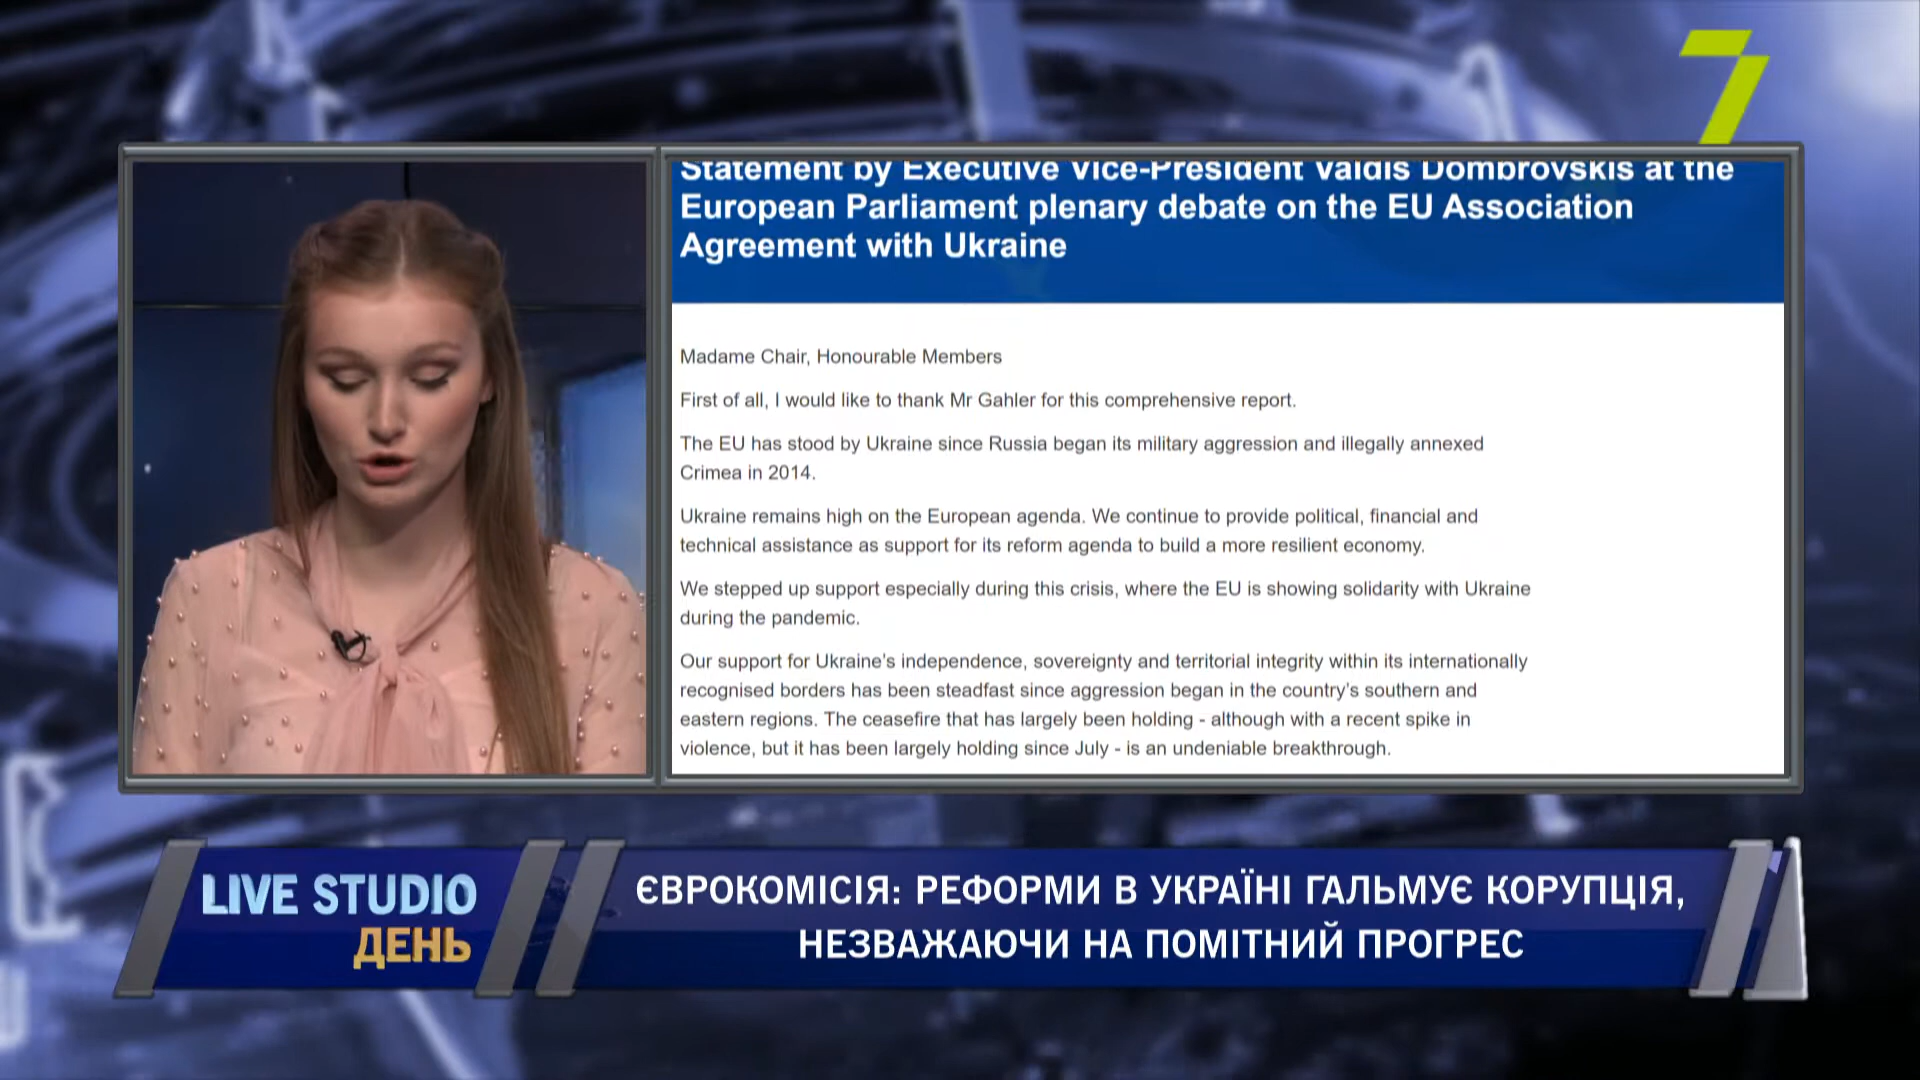 7
Statement by Executive Vice-President Valdis Dombrovskis at the
European Parliament plenary debate on the EU Association
Agreement with Ukraine
Madame Chair, Honourable Members
First of all, I would like to thank Mr Gahler for this comprehensive report.
The EU has stood by Ukraine since Russia began its military aggression and illegally annexed
Crimea in 2014.
Ukraine remains high on the European agenda. We continue to provide political, financial and
technical assistance as support for its reform agenda to build a more resilient economy.
We stepped up support especially during this crisis, where the EU is showing solidarity with Ukraine
during the pandemic.
Our support for Ukraine's independence, sovereignty and territorial integrity within its internationally
recognised borders has been steadfast since aggression began in the country's southern and
eastern regions. The ceasefire that has largely been holding - although with a recent spike in
violence, but it has been largely holding since July - is an undeniable breakthrough.
LIVE STUDIO
ДЕНЬ
ЄВРОКОМІСІЯ: РЕФОРМИ В УКРАЇНІ ГАЛЬМУЄ КОРУПЦІЯ,
НЕЗВАЖАЮЧИ НА ПОМІТНИЙ ПРОГРЕС